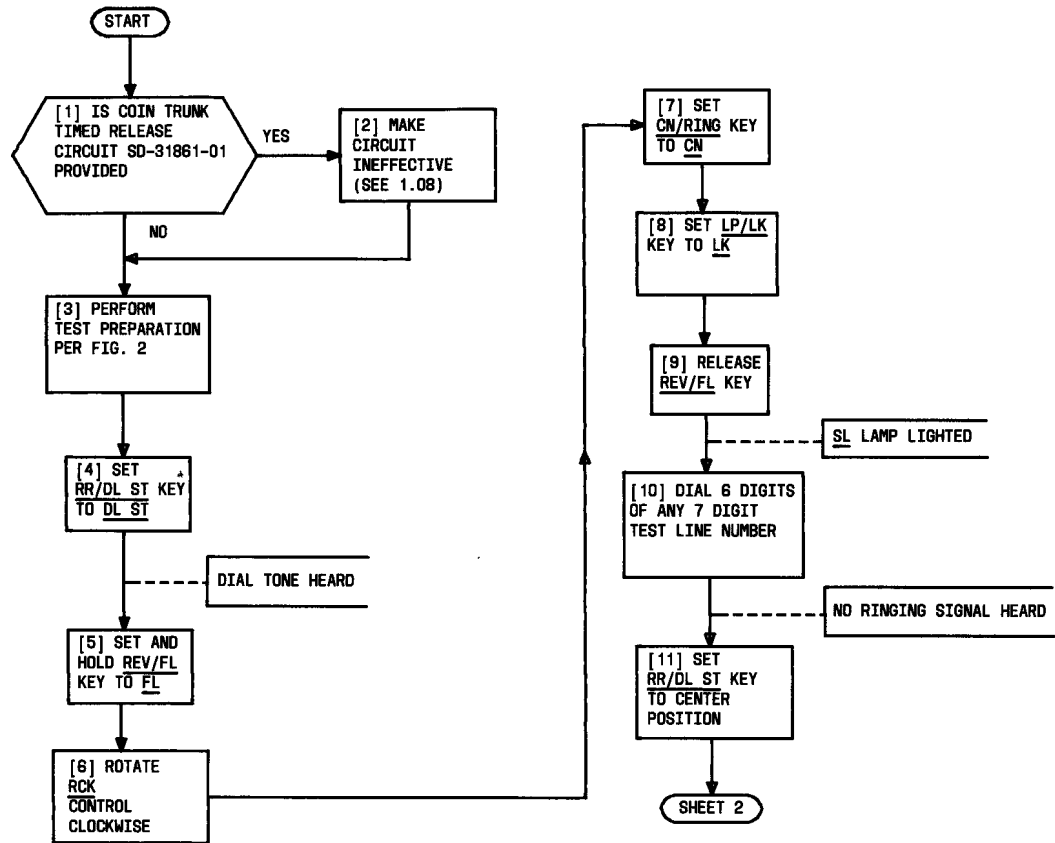 START
[1] IS COIN TRUNK
TIMED RELEASE
CIRCUIT SD-31861-01
PROVIDED
YES
[2] MAKE
CIRCUIT
INEFFECTIVE
(SEE 1.08)
NO
[3] PERFORM
TEST PREPARATION
PER FIG. 2
[4] SET
RR/DL ST KEY
TO DL ST
DIAL TONE HEARD
[5] SET AND
HOLD REV/FL
KEY TO FL
[6] ROTATE
RCK
CONTROL
CLOCKWISE
[7] SET
CN/RING KEY
TO CN
[8] SET LP/LK
KEY TO LK
[9] RELEASE
REV/FL KEY
SL LAMP LIGHTED
[10] DIAL 6 DIGITS
OF ANY 7 DIGIT
TEST LINE NUMBER
NO RINGING SIGNAL HEARD
[11] SET
RR/DL ST KEY
TO CENTER
POSITION
SHEET 2